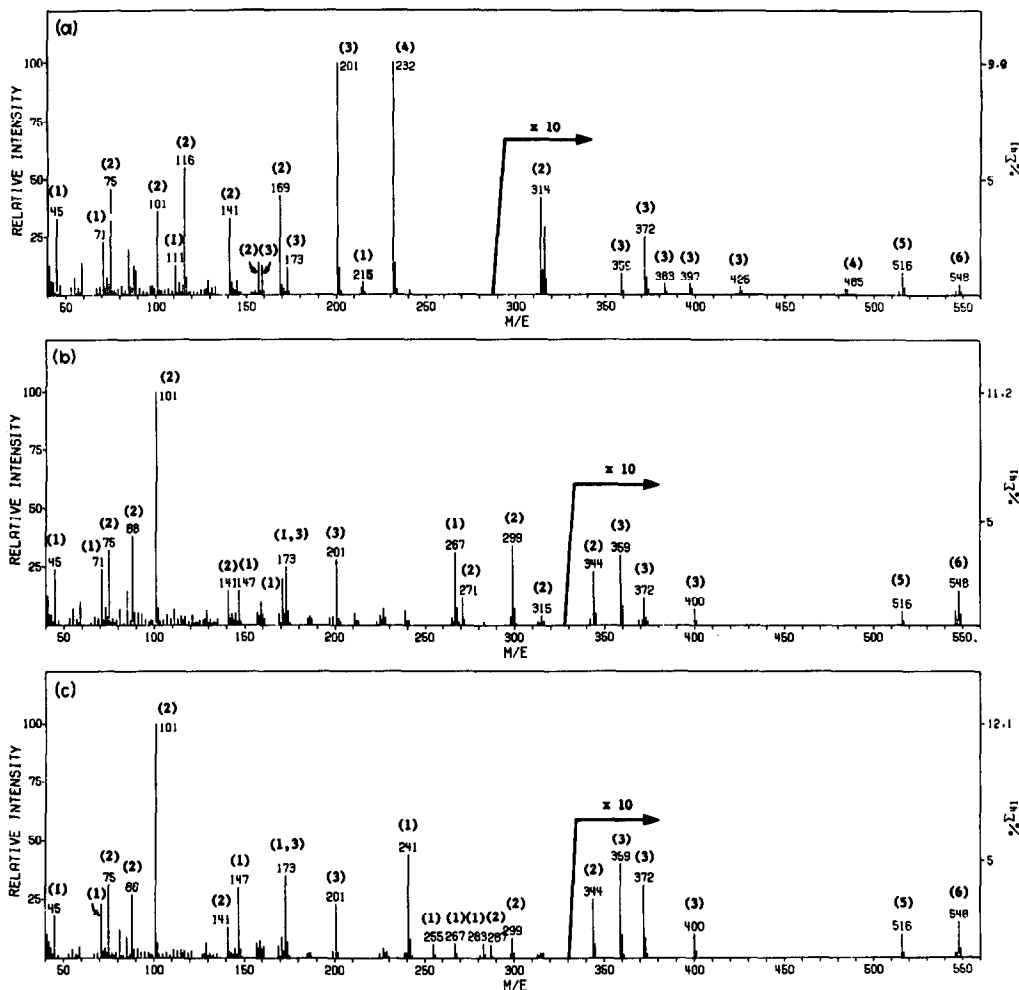 (a)
(3) (4)
100 201 232 9.0
RELATIVE INTENSITY
x 10
75
(2) 116
(2) 75 (2) 169 (2) 314
50 5
(1) 45 (2) 101 (2) 141 (3) 372
(1) 71 (1) 111 (2) (3) (3) 173 (1) (3) 359 (3) 383 (3) 397 (3) 426 (4) 485 (5) 516 (6) 548
25
50 100 150 200 250 300 350 400 450 500 550
M/E
%Σ41
(b)
(2)
100 101 11.2
RELATIVE INTENSITY
x 10
75
50 5
(1) 45 (1) 71 (2) 75 (2) 88 (2) 141 (1) 147 (1) (1,3) 173 (3) 201 (1) 267 (2) 271 (2) 299 (2) 315 (2) 344 (3) 359 (3) 372 (3) 400 (5) 516 (6) 548
25
50 100 150 200 250 300 350 400 450 500 550
M/E
%Σ41
(c)
(2)
100 101 12.1
RELATIVE INTENSITY
x 10
75
50 5
(1) 45 (1) (2) 75 (2) (2) 141 (1) 147 (1,3) 173 (3) 201 (1) 241 (1) 255 (1) 267 (1) 283 (2) 287 (2) 299 (2) 344 (3) 359 (3) 372 (3) 400 (5) 516 (6) 548
25
50 100 150 200 250 300 350 400 450 500 550
M/E
%Σ41